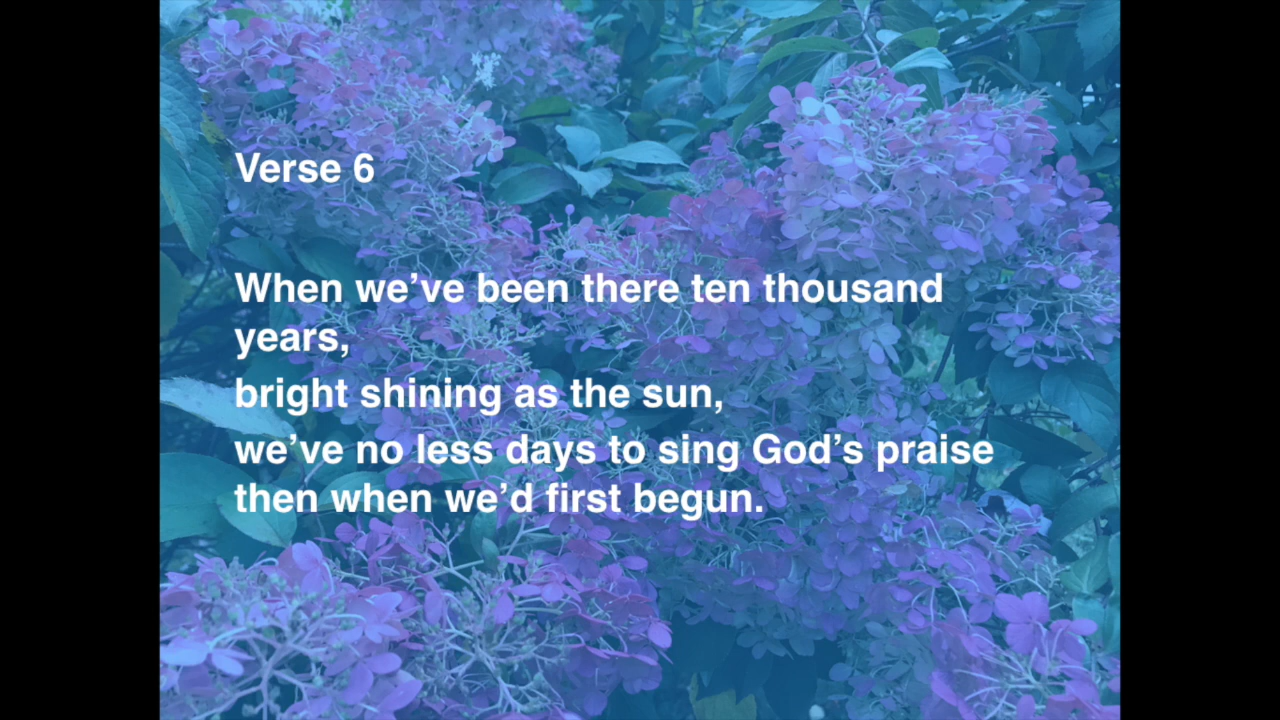 Verse 6
When we’ve been there ten thousand
years,
bright shining as the sun,
we’ve no less days to sing God’s praise
then when we’d first begun.